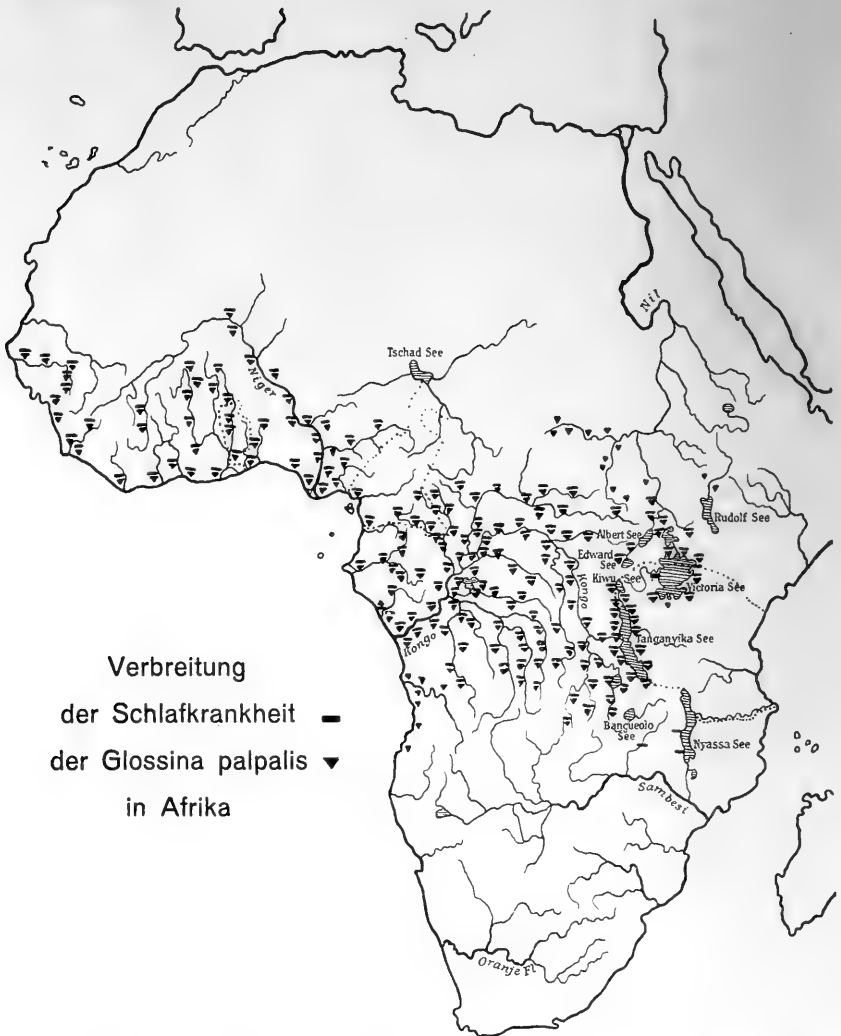 Nil
Tschad See
Niger
Rudolf See
Albert See
Edward
See
Kiwu See
Victoria See
Kongo
Tanganyika See
Kongo
Bangueolo
See
Nyassa See
Sambesi
Oranje Fl
Verbreitung
der Schlafkrankheit
der Glossina palpalis
in Afrika